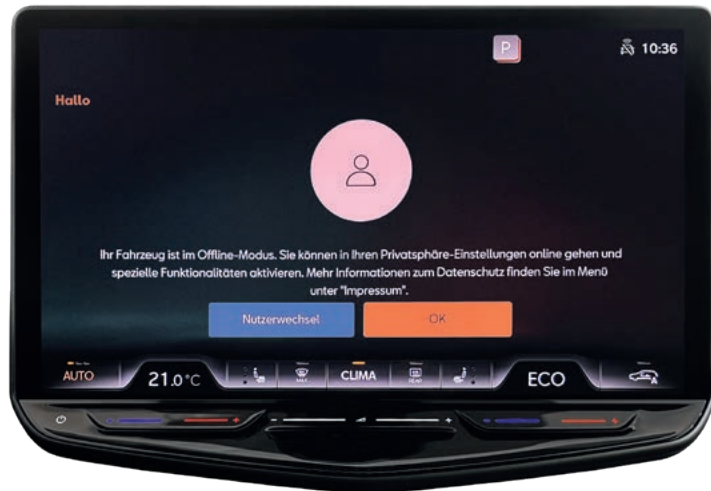 P
10:36
Hallo
Ihr Fahrzeug ist im Offline-Modus. Sie können in Ihren Privatsphäre-Einstellungen online gehen und
spezielle Funktionalitäten aktivieren. Mehr Informationen zum Datenschutz finden Sie im Menü
unter "Impressum".
Nutzerwechsel OK
AUTO 21.0°C MAX CLIMA REAR ECO A
- + - + - +